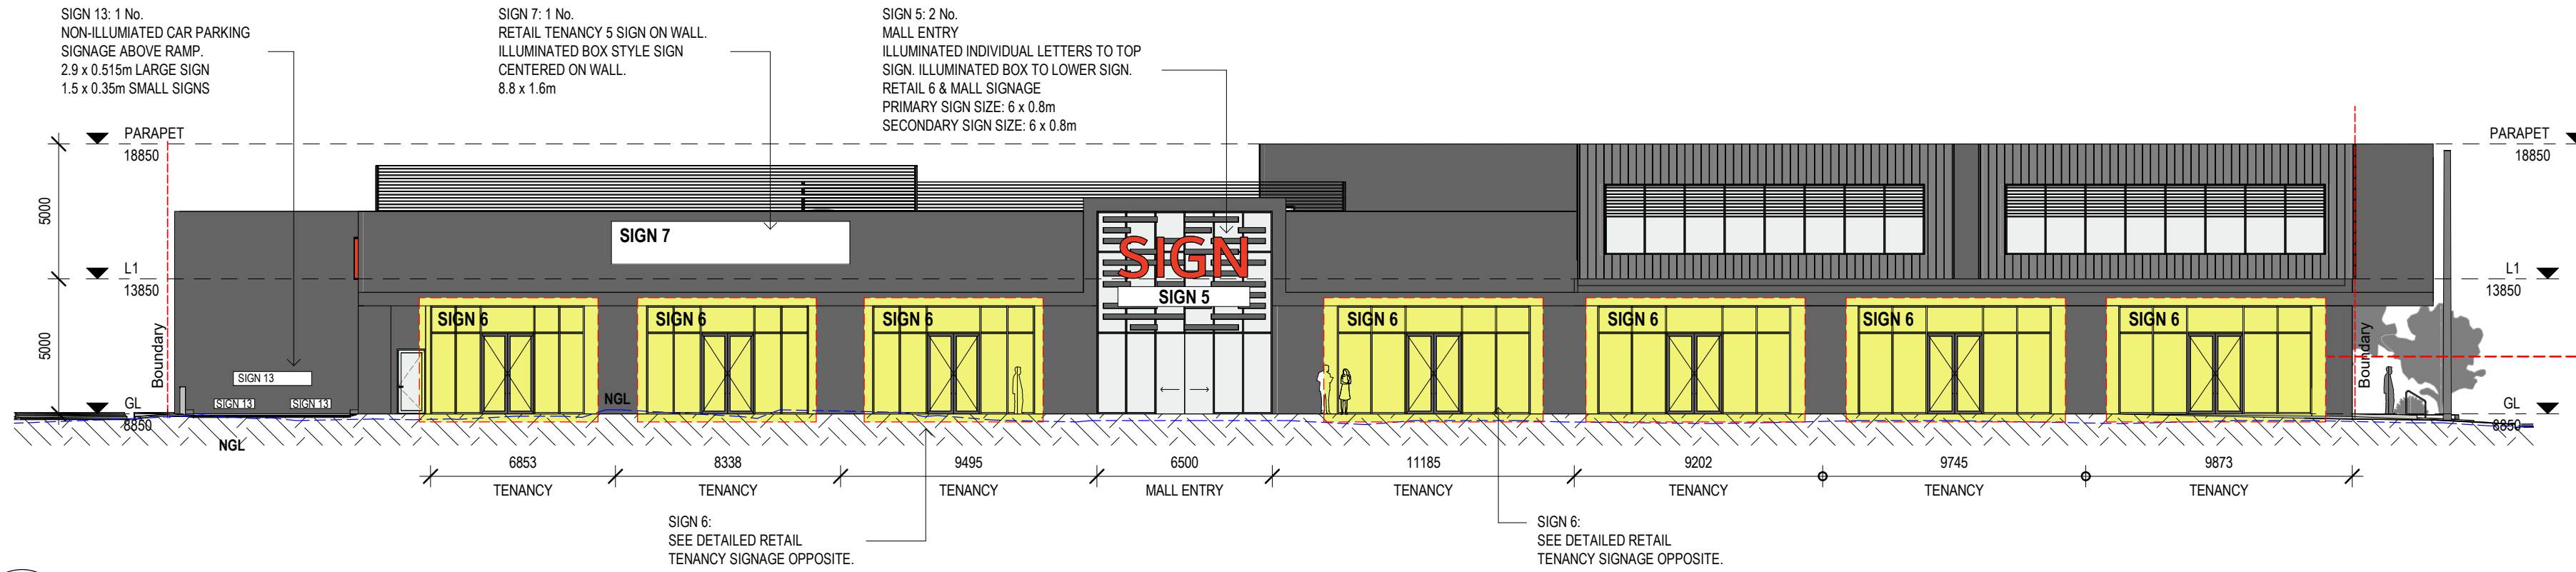 SIGN 13: 1 No.
NON-ILLUMIATED CAR PARKING
SIGNAGE ABOVE RAMP.
2.9 x 0.515m LARGE SIGN
1.5 x 0.35m SMALL SIGNS
SIGN 7: 1 No.
RETAIL TENANCY 5 SIGN ON WALL.
ILLUMINATED BOX STYLE SIGN
CENTERED ON WALL.
8.8 x 1.6m
SIGN 5: 2 No.
MALL ENTRY
ILLUMINATED INDIVIDUAL LETTERS TO TOP
SIGN. ILLUMINATED BOX TO LOWER SIGN.
RETAIL 6 & MALL SIGNAGE
PRIMARY SIGN SIZE: 6 x 0.8m
SECONDARY SIGN SIZE: 6 x 0.8m
PARAPET
18850
PARAPET
18850
5000
SIGN 7
SIGN
L1
13850
L1
13850
SIGN 5
5000
Boundary
SIGN 6
SIGN 6
SIGN 6
SIGN 6
SIGN 6
SIGN 6
SIGN 6
Boundary
SIGN 13
SIGN 13
SIGN 13
NGL
GL
8850
GL
8850
NGL
6853
8338
9495
6500
11185
9202
9745
9873
TENANCY
TENANCY
TENANCY
MALL ENTRY
TENANCY
TENANCY
TENANCY
TENANCY
SIGN 6:
SEE DETAILED RETAIL
TENANCY SIGNAGE OPPOSITE.
SIGN 6:
SEE DETAILED RETAIL
TENANCY SIGNAGE OPPOSITE.